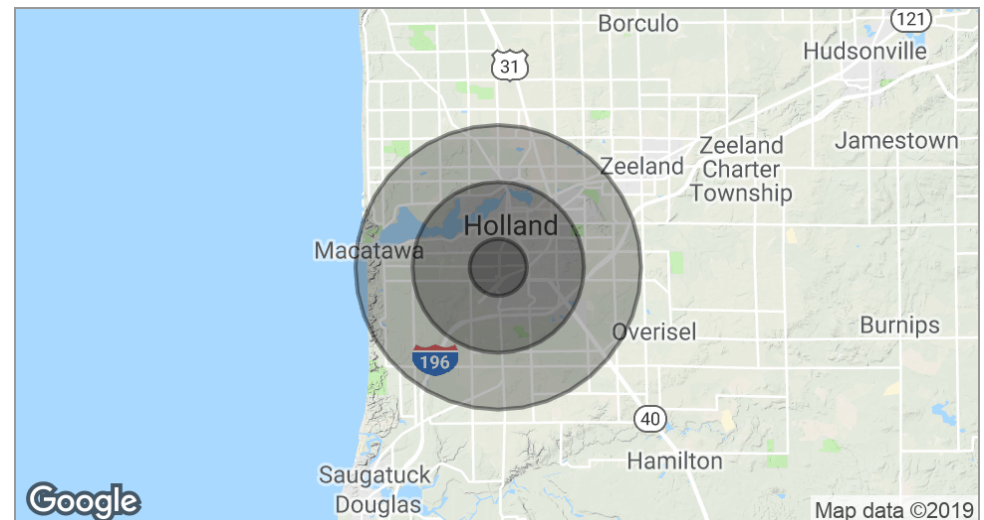 Borculo
121
Hudsonville
31
Jamestown
Zeeland
Zeeland
Charter
Township
Holland
Macatawa
Overisel
Burnips
196
40
Hamilton
Saugatuck
Douglas
Google
Map data ©2019